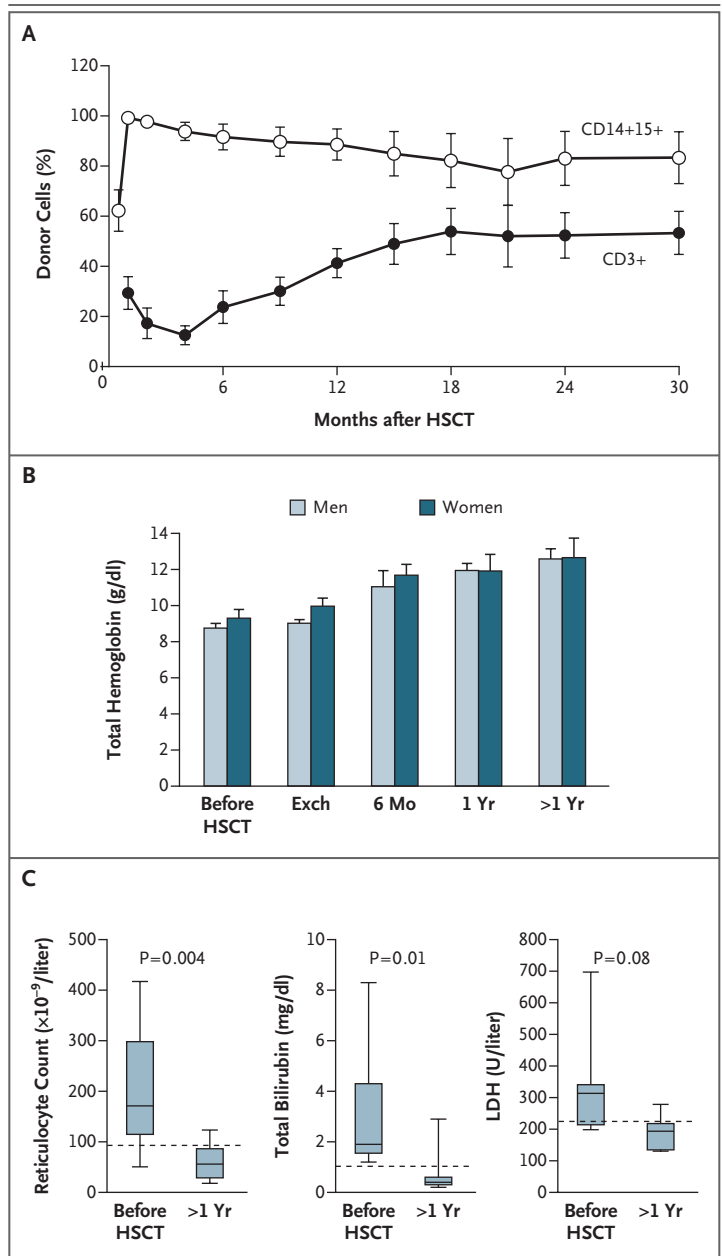 A
120
100
80
60
40
20
0
Donor Cells (%)
CD14+15+
CD3+
0 6 12 18 24 30
Months after HSCT
B
Men Women
14
12
10
8
6
4
2
0
Total Hemoglobin (g/dl)
Before HSCT Exch 6 Mo 1 Yr >1 Yr
C
500
400
300
200
100
0
Reticulocyte Count (×10⁻⁹/liter)
P=0.004
Before HSCT >1 Yr
10
8
6
4
2
0
Total Bilirubin (mg/dl)
P=0.01
Before HSCT >1 Yr
800
700
600
500
400
300
200
100
0
LDH (U/liter)
P=0.08
Before HSCT >1 Yr